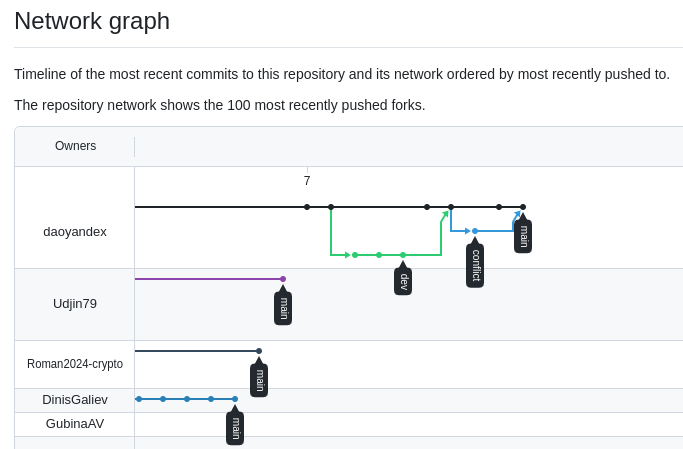 Network graph
Timeline of the most recent commits to this repository and its network ordered by most recently pushed to.
The repository network shows the 100 most recently pushed forks.
Owners
7
daoyandex
main
conflict
dev
Udjin79
main
Roman2024-crypto
main
DinisGaliev
GubinaAV
main